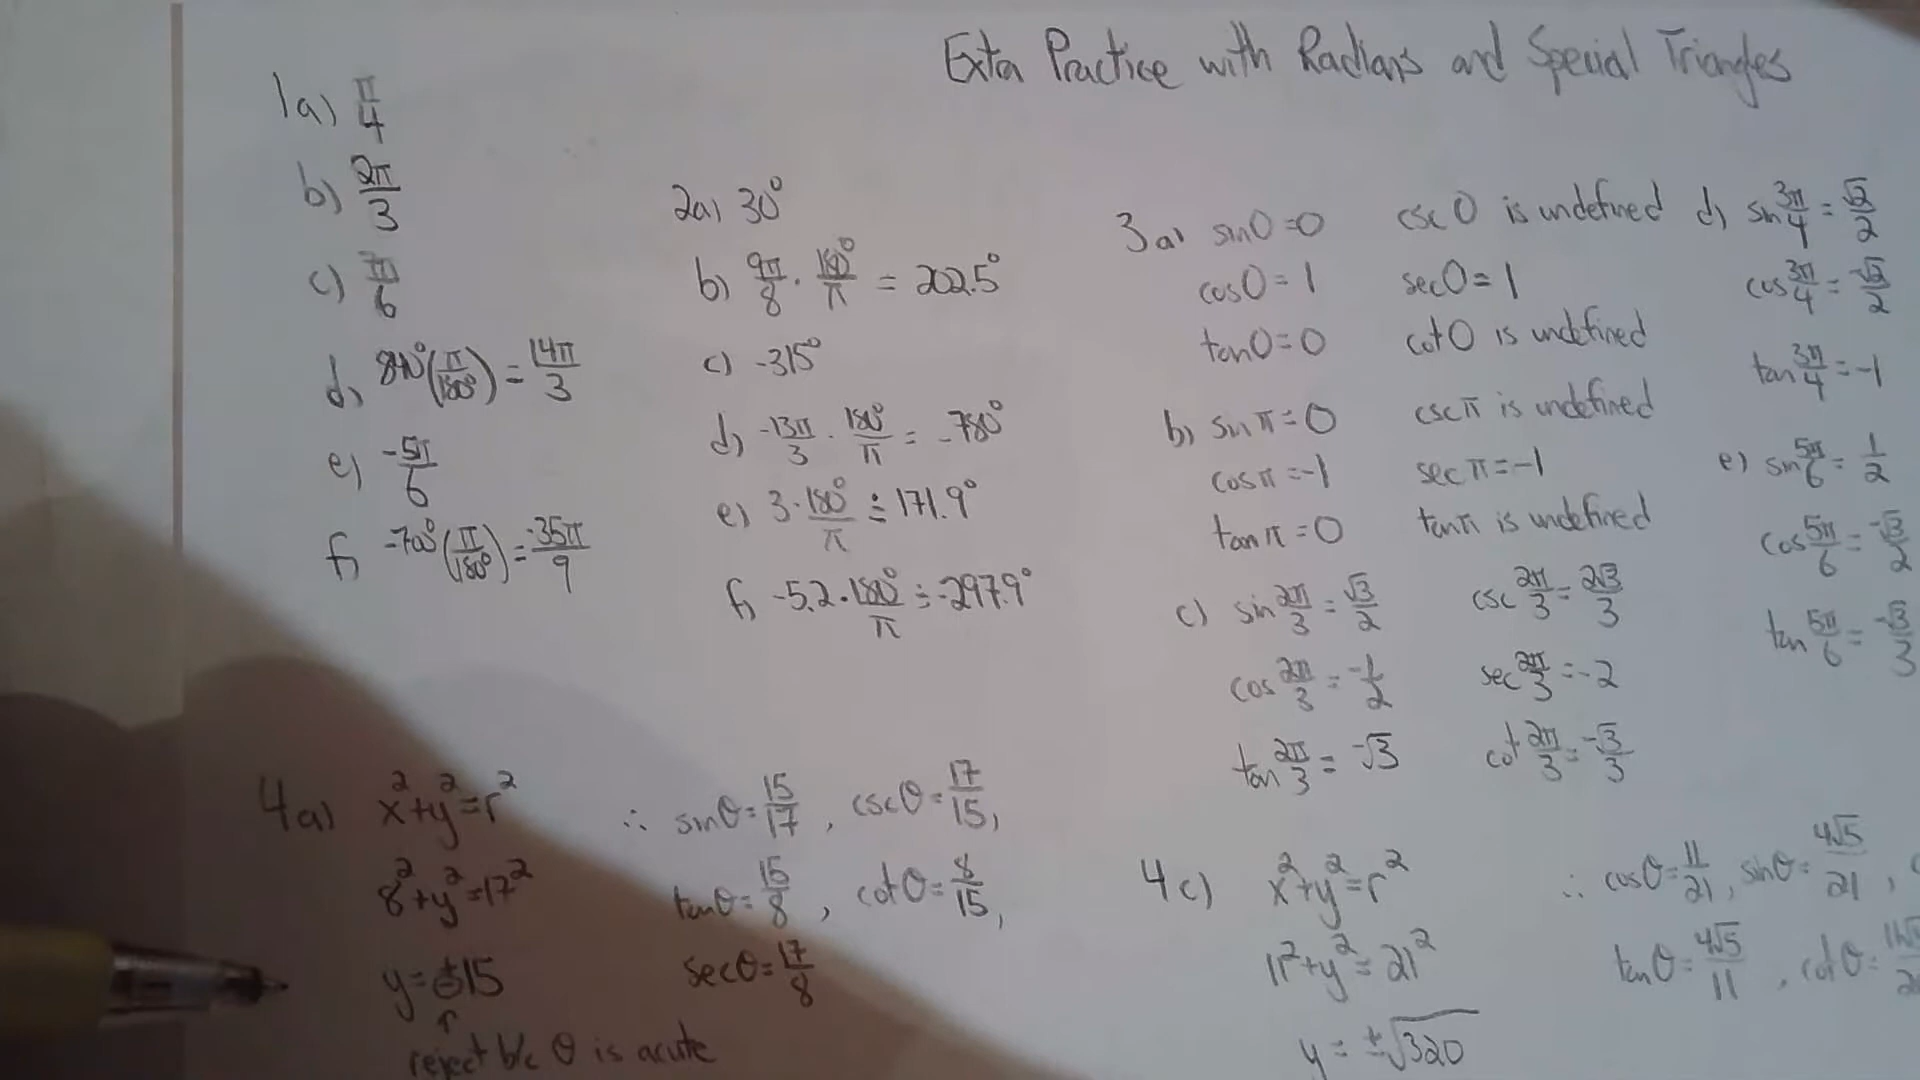 Extra Practice with Radians and Special Triangles
1a) π/4
b) 2π/3
c) 7π/6
d) 840°(π/180°) = 14π/3
e) -5π/6
f) -700°(π/180°) = -35π/9
2a) 30°
b) 9π/8 · 180°/π = 202.5°
c) -315°
d) -13π/3 · 180°/π = -780°
e) 3 · 180°/π ≐ 171.9°
f) -5.2 · 180°/π ≐ -297.9°
3a) sin0 = 0 csc0 is undefined
cos0 = 1 sec0 = 1
tan0 = 0 cot0 is undefined
b) sinπ = 0 cscπ is undefined
cosπ = -1 secπ = -1
tanπ = 0 tanπ is undefined
c) sin 2π/3 = √3/2 csc 2π/3 = 2√3/3
cos 2π/3 = -1/2 sec 2π/3 = -2
tan 2π/3 = -√3 cot 2π/3 = -√3/3
d) sin 3π/4 = √2/2
cos 3π/4 = -√2/2
tan 3π/4 = -1
e) sin 5π/6 = 1/2
cos 5π/6 = -√3/2
tan 5π/6 = -√3/3
4a) x²+y²=r² ∴ sinθ = 15/17, cscθ = 17/15,
8²+y²=17² tanθ = 15/8, cotθ = 8/15,
y = ±15 secθ = 17/8
reject b/c θ is acute
4c) x²+y²=r² ∴ cosθ = 11/21, sinθ = 4√5/21,
11²+y²=21² tanθ = 4√5/11, cotθ =
y = ±√320